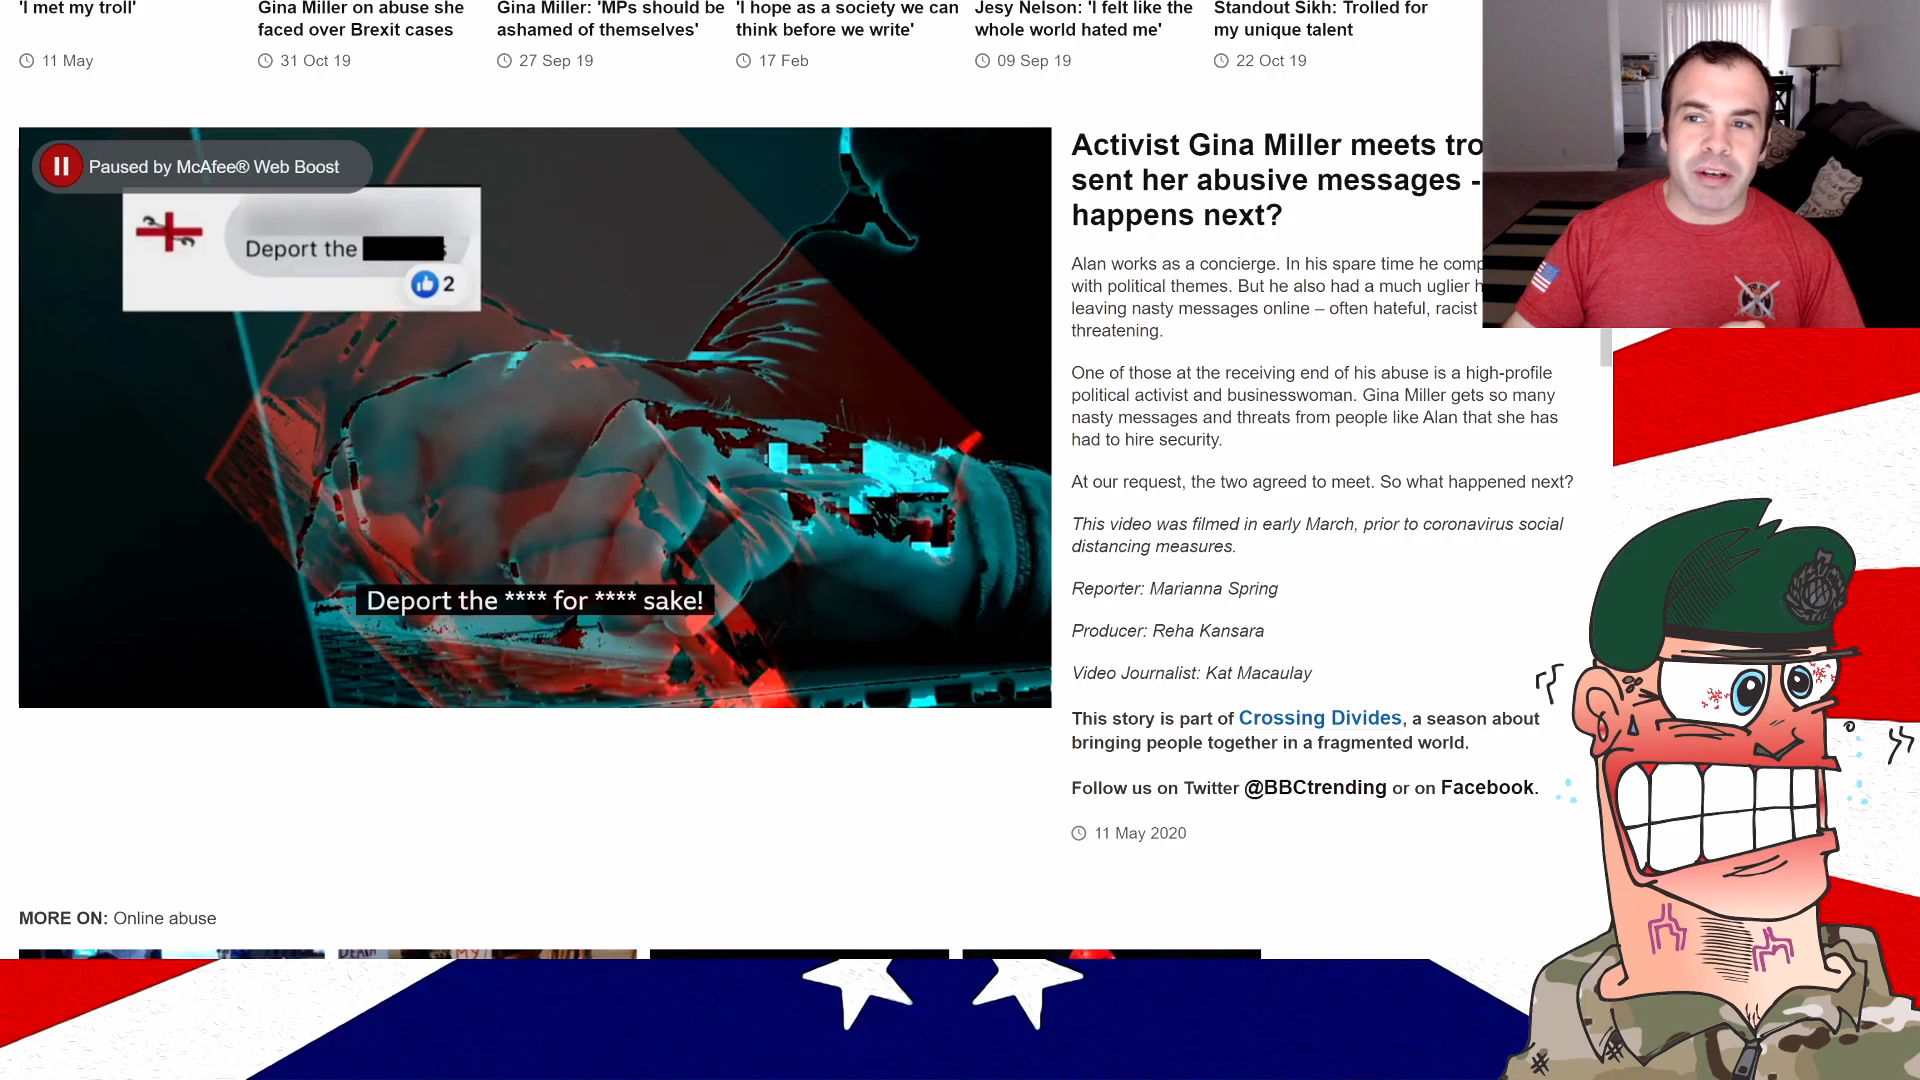 'I met my troll'
11 May
Gina Miller on abuse she
faced over Brexit cases
31 Oct 19
Gina Miller: 'MPs should be
ashamed of themselves'
27 Sep 19
'I hope as a society we can
think before we write'
17 Feb
Jesy Nelson: 'I felt like the
whole world hated me'
09 Sep 19
Standout Sikh: Trolled for
my unique talent
22 Oct 19
Paused by McAfee® Web Boost
Deport the
2
Deport the **** for **** sake!
Activist Gina Miller meets tro
sent her abusive messages -
happens next?
Alan works as a concierge. In his spare time he comp
with political themes. But he also had a much uglier h
leaving nasty messages online – often hateful, racist
threatening.
One of those at the receiving end of his abuse is a high-profile
political activist and businesswoman. Gina Miller gets so many
nasty messages and threats from people like Alan that she has
had to hire security.
At our request, the two agreed to meet. So what happened next?
This video was filmed in early March, prior to coronavirus social
distancing measures.
Reporter: Marianna Spring
Producer: Reha Kansara
Video Journalist: Kat Macaulay
This story is part of Crossing Divides, a season about
bringing people together in a fragmented world.
Follow us on Twitter @BBCtrending or on Facebook.
11 May 2020
MORE ON: Online abuse